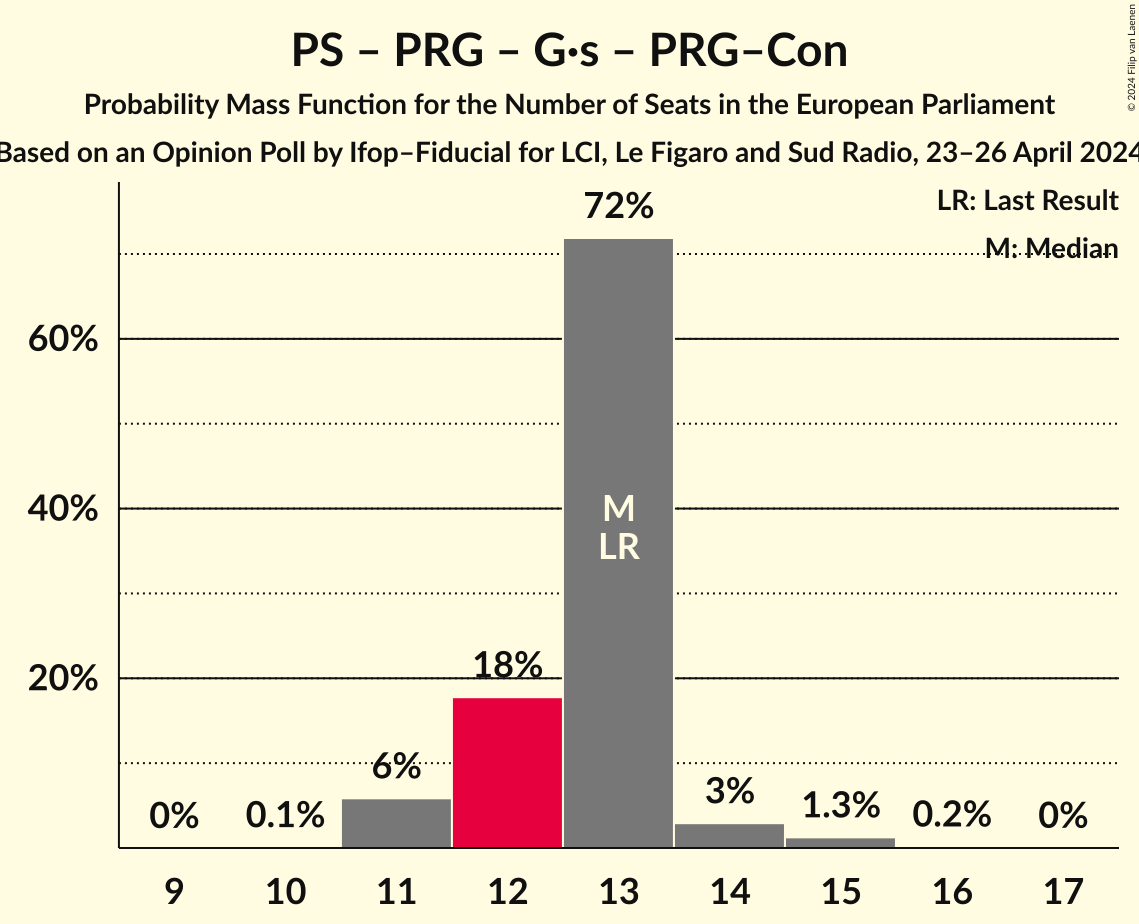 PS – PRG – G·s – PRG–Con
Probability Mass Function for the Number of Seats in the European Parliament
Based on an Opinion Poll by Ifop–Fiducial for LCI, Le Figaro and Sud Radio, 23–26 April 2024
© 2024 Filip van Laenen
LR: Last Result
M: Median
72%
60%
40%
M
LR
20%
18%
6%
0%
0.1%
3%
1.3%
0.2%
0%
9 10 11 12 13 14 15 16 17